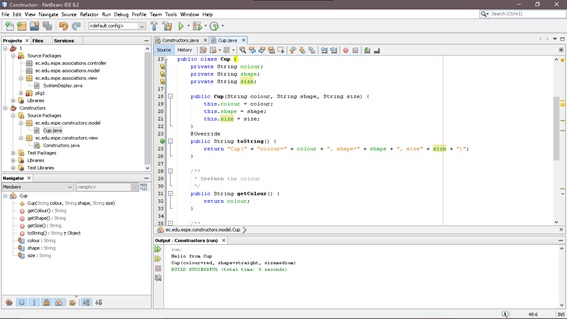 Constructors - NetBeans IDE 8.2
File Edit View Navigate Source Refactor Run Debug Profile Team Tools Window Help
Search (Ctrl+I)
<default config>
Projects Files Services
1
Source Packages
ec.edu.espe.associations.controller
ec.edu.espe.associations.model
ec.edu.espe.associations.view
SystemDisplay.java
pkg1
Libraries
Constructors
Source Packages
ec.edu.espe.constructors.model
Cup.java
ec.edu.espe.constructors.view
Constructors.java
Test Packages
Libraries
Test Libraries
Navigator
Members <empty>
Cup
Cup(String colour, String shape, String size)
getColour() : String
getShape() : String
getSize() : String
toString() : String ↑ Object
colour : String
shape : String
size : String
Constructors.java Cup.java
Source History
13 public class Cup {
private String colour;
private String shape;
private String size;
18 public Cup(String colour, String shape, String size) {
19 this.colour = colour;
20 this.shape = shape;
21 this.size = size;
22 }
23 @Override
public String toString() {
25 return "Cup(" + "colour=" + colour + ", shape=" + shape + ", size" + size + ")";
26 }
27
28 /**
29 * @return the colour
30 */
31 public String getColour() {
32 return colour;
33 }
34
35 /**
ec.edu.espe.constructors.model.Cup
Output - Constructors (run)
run:
Hello from Cup
Cup(colour=red, shape=straight, sizemedium)
BUILD SUCCESSFUL (total time: 0 seconds)
48:6 INS